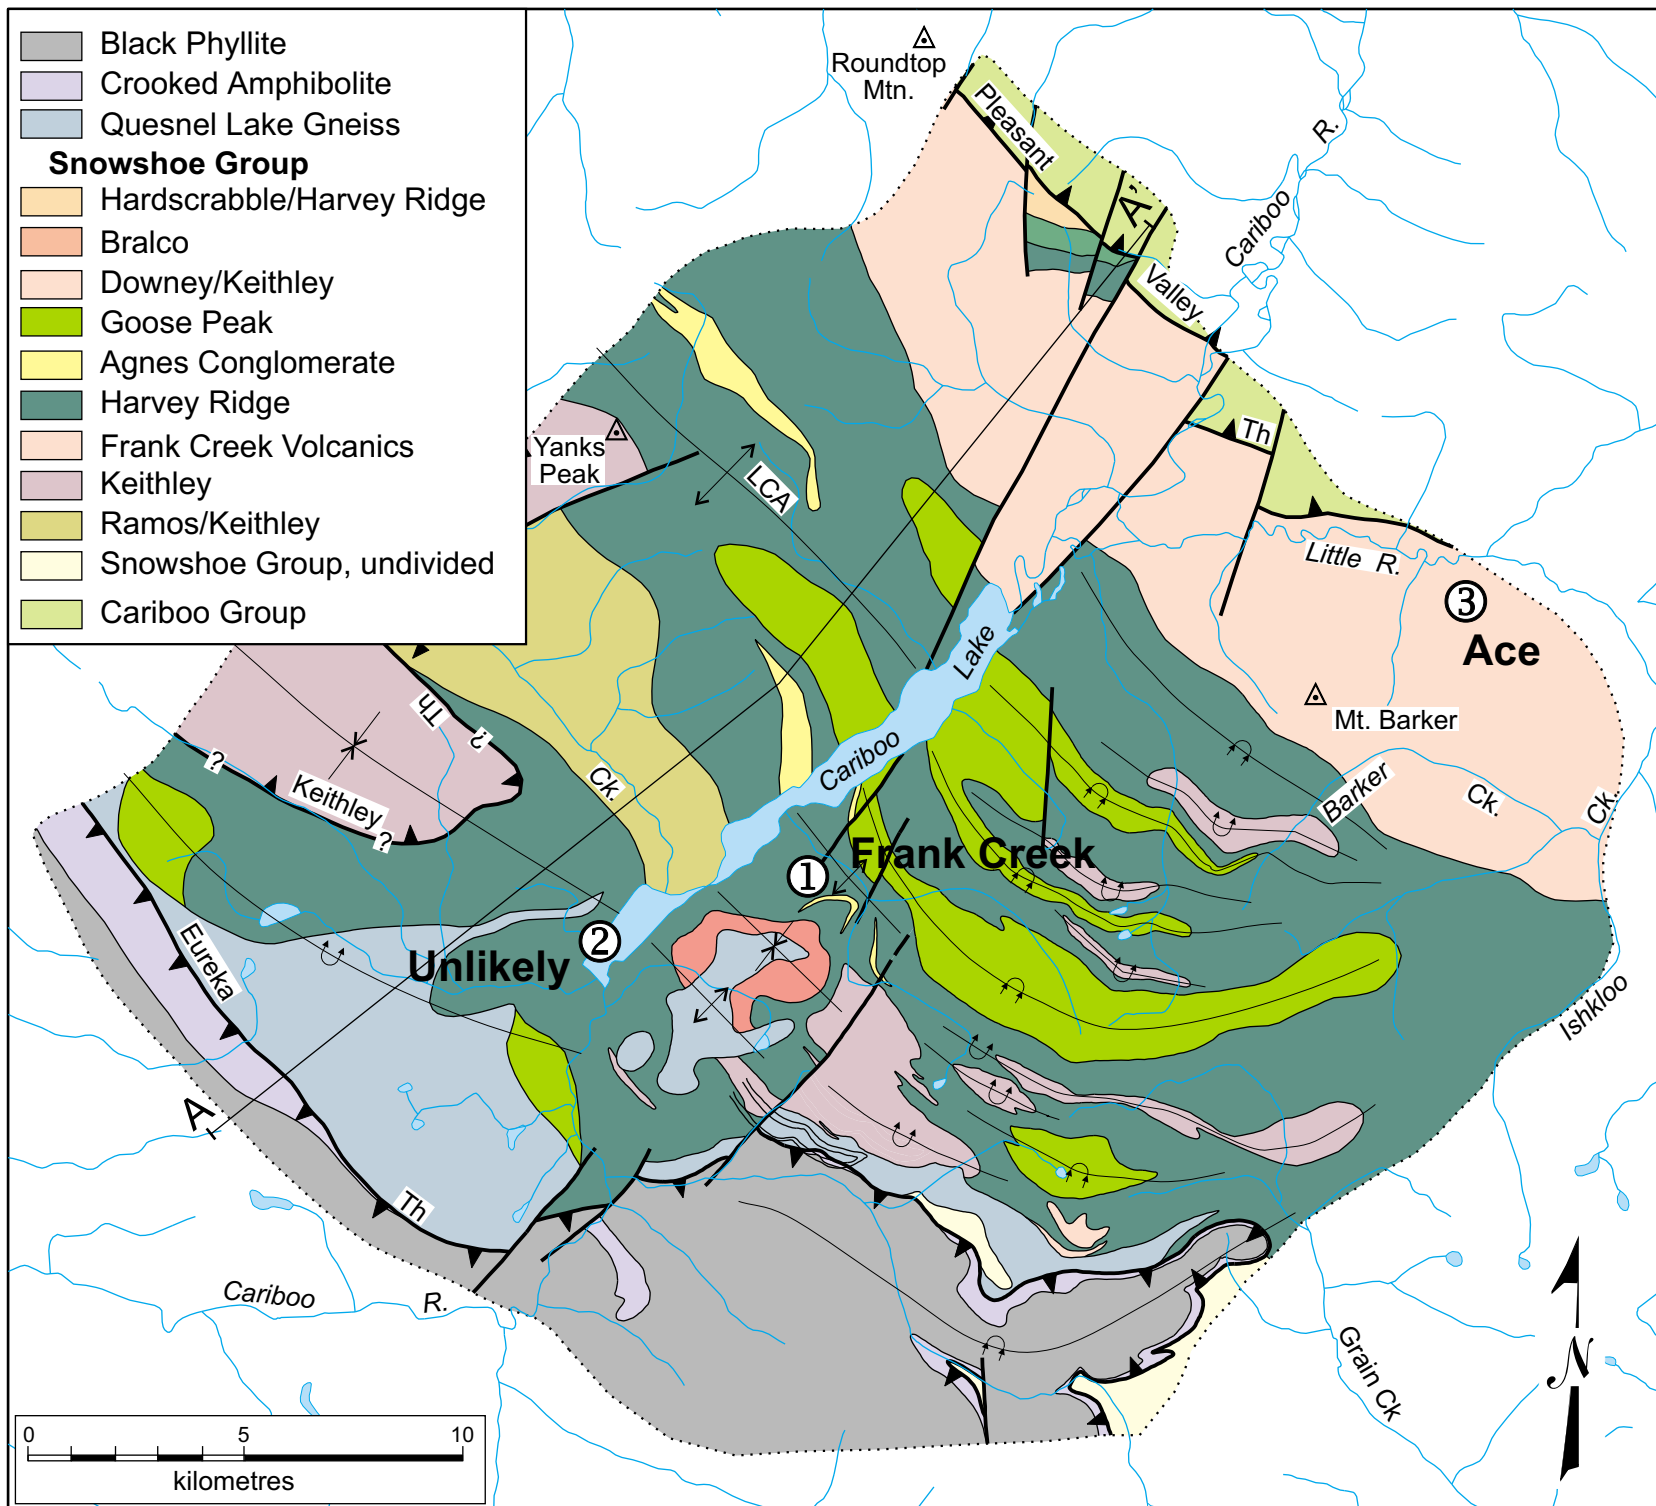 Black Phyllite
Crooked Amphibolite
Quesnel Lake Gneiss
Snowshoe Group
Hardscrabble/Harvey Ridge
Bralco
Downey/Keithley
Goose Peak
Agnes Conglomerate
Harvey Ridge
Frank Creek Volcanics
Keithley
Ramos/Keithley
Snowshoe Group, undivided
Cariboo Group
Roundtop
Mtn.
Pleasant
R.
Cariboo
A'
Valley
Yanks
Peak
LCA
Th
Little R.
3
Ace
Lake
Mt. Barker
Th
?
?
Keithley
?
Ck.
Cariboo
Barker
Ck.
Ck.
Frank Creek
1
2
Unlikely
Eureka
Ishkloo
A
Th
Cariboo
R.
Grain Ck
N
0
5
10
kilometres